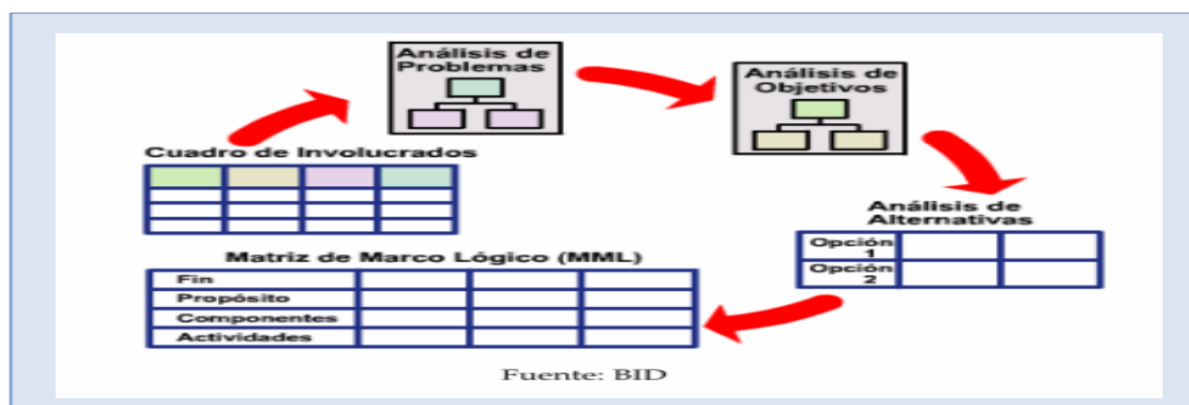 Análisis de
Problemas
Análisis de
Objetivos
Cuadro de Involucrados
Análisis de
Alternativas
Opción
1
Opción
2
Matriz de Marco Lógico (MML)
Fin
Propósito
Componentes
Actividades
Fuente: BID